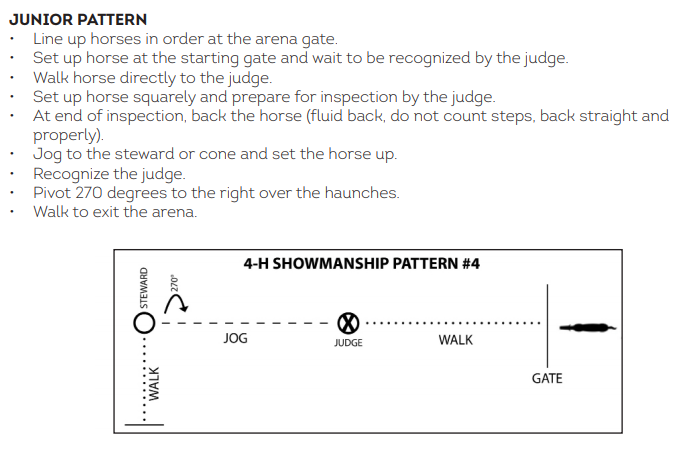 JUNIOR PATTERN
• Line up horses in order at the arena gate.
• Set up horse at the starting gate and wait to be recognized by the judge.
• Walk horse directly to the judge.
• Set up horse squarely and prepare for inspection by the judge.
• At end of inspection, back the horse (fluid back, do not count steps, back straight and
properly).
• Jog to the steward or cone and set the horse up.
• Recognize the judge.
• Pivot 270 degrees to the right over the haunches.
• Walk to exit the arena.
4-H SHOWMANSHIP PATTERN #4
STEWARD
270°
JOG
X
JUDGE
WALK
GATE
WALK